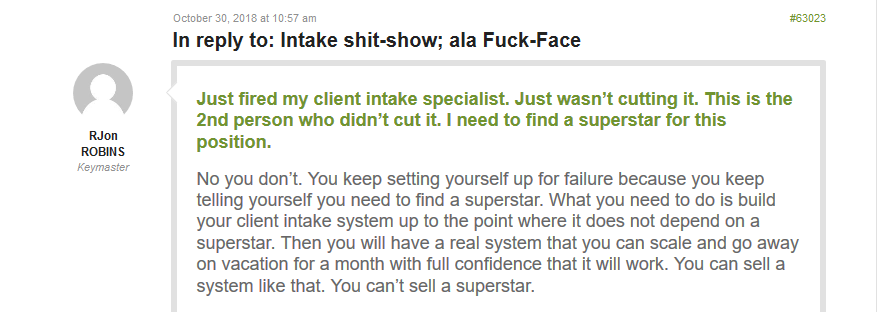 October 30, 2018 at 10:57 am
#63023
In reply to: Intake shit-show; ala Fuck-Face
RJon
ROBINS
Keymaster
Just fired my client intake specialist. Just wasn’t cutting it. This is the
2nd person who didn’t cut it. I need to find a superstar for this
position.
No you don’t. You keep setting yourself up for failure because you keep
telling yourself you need to find a superstar. What you need to do is build
your client intake system up to the point where it does not depend on a
superstar. Then you will have a real system that you can scale and go away
on vacation for a month with full confidence that it will work. You can sell a
system like that. You can’t sell a superstar.